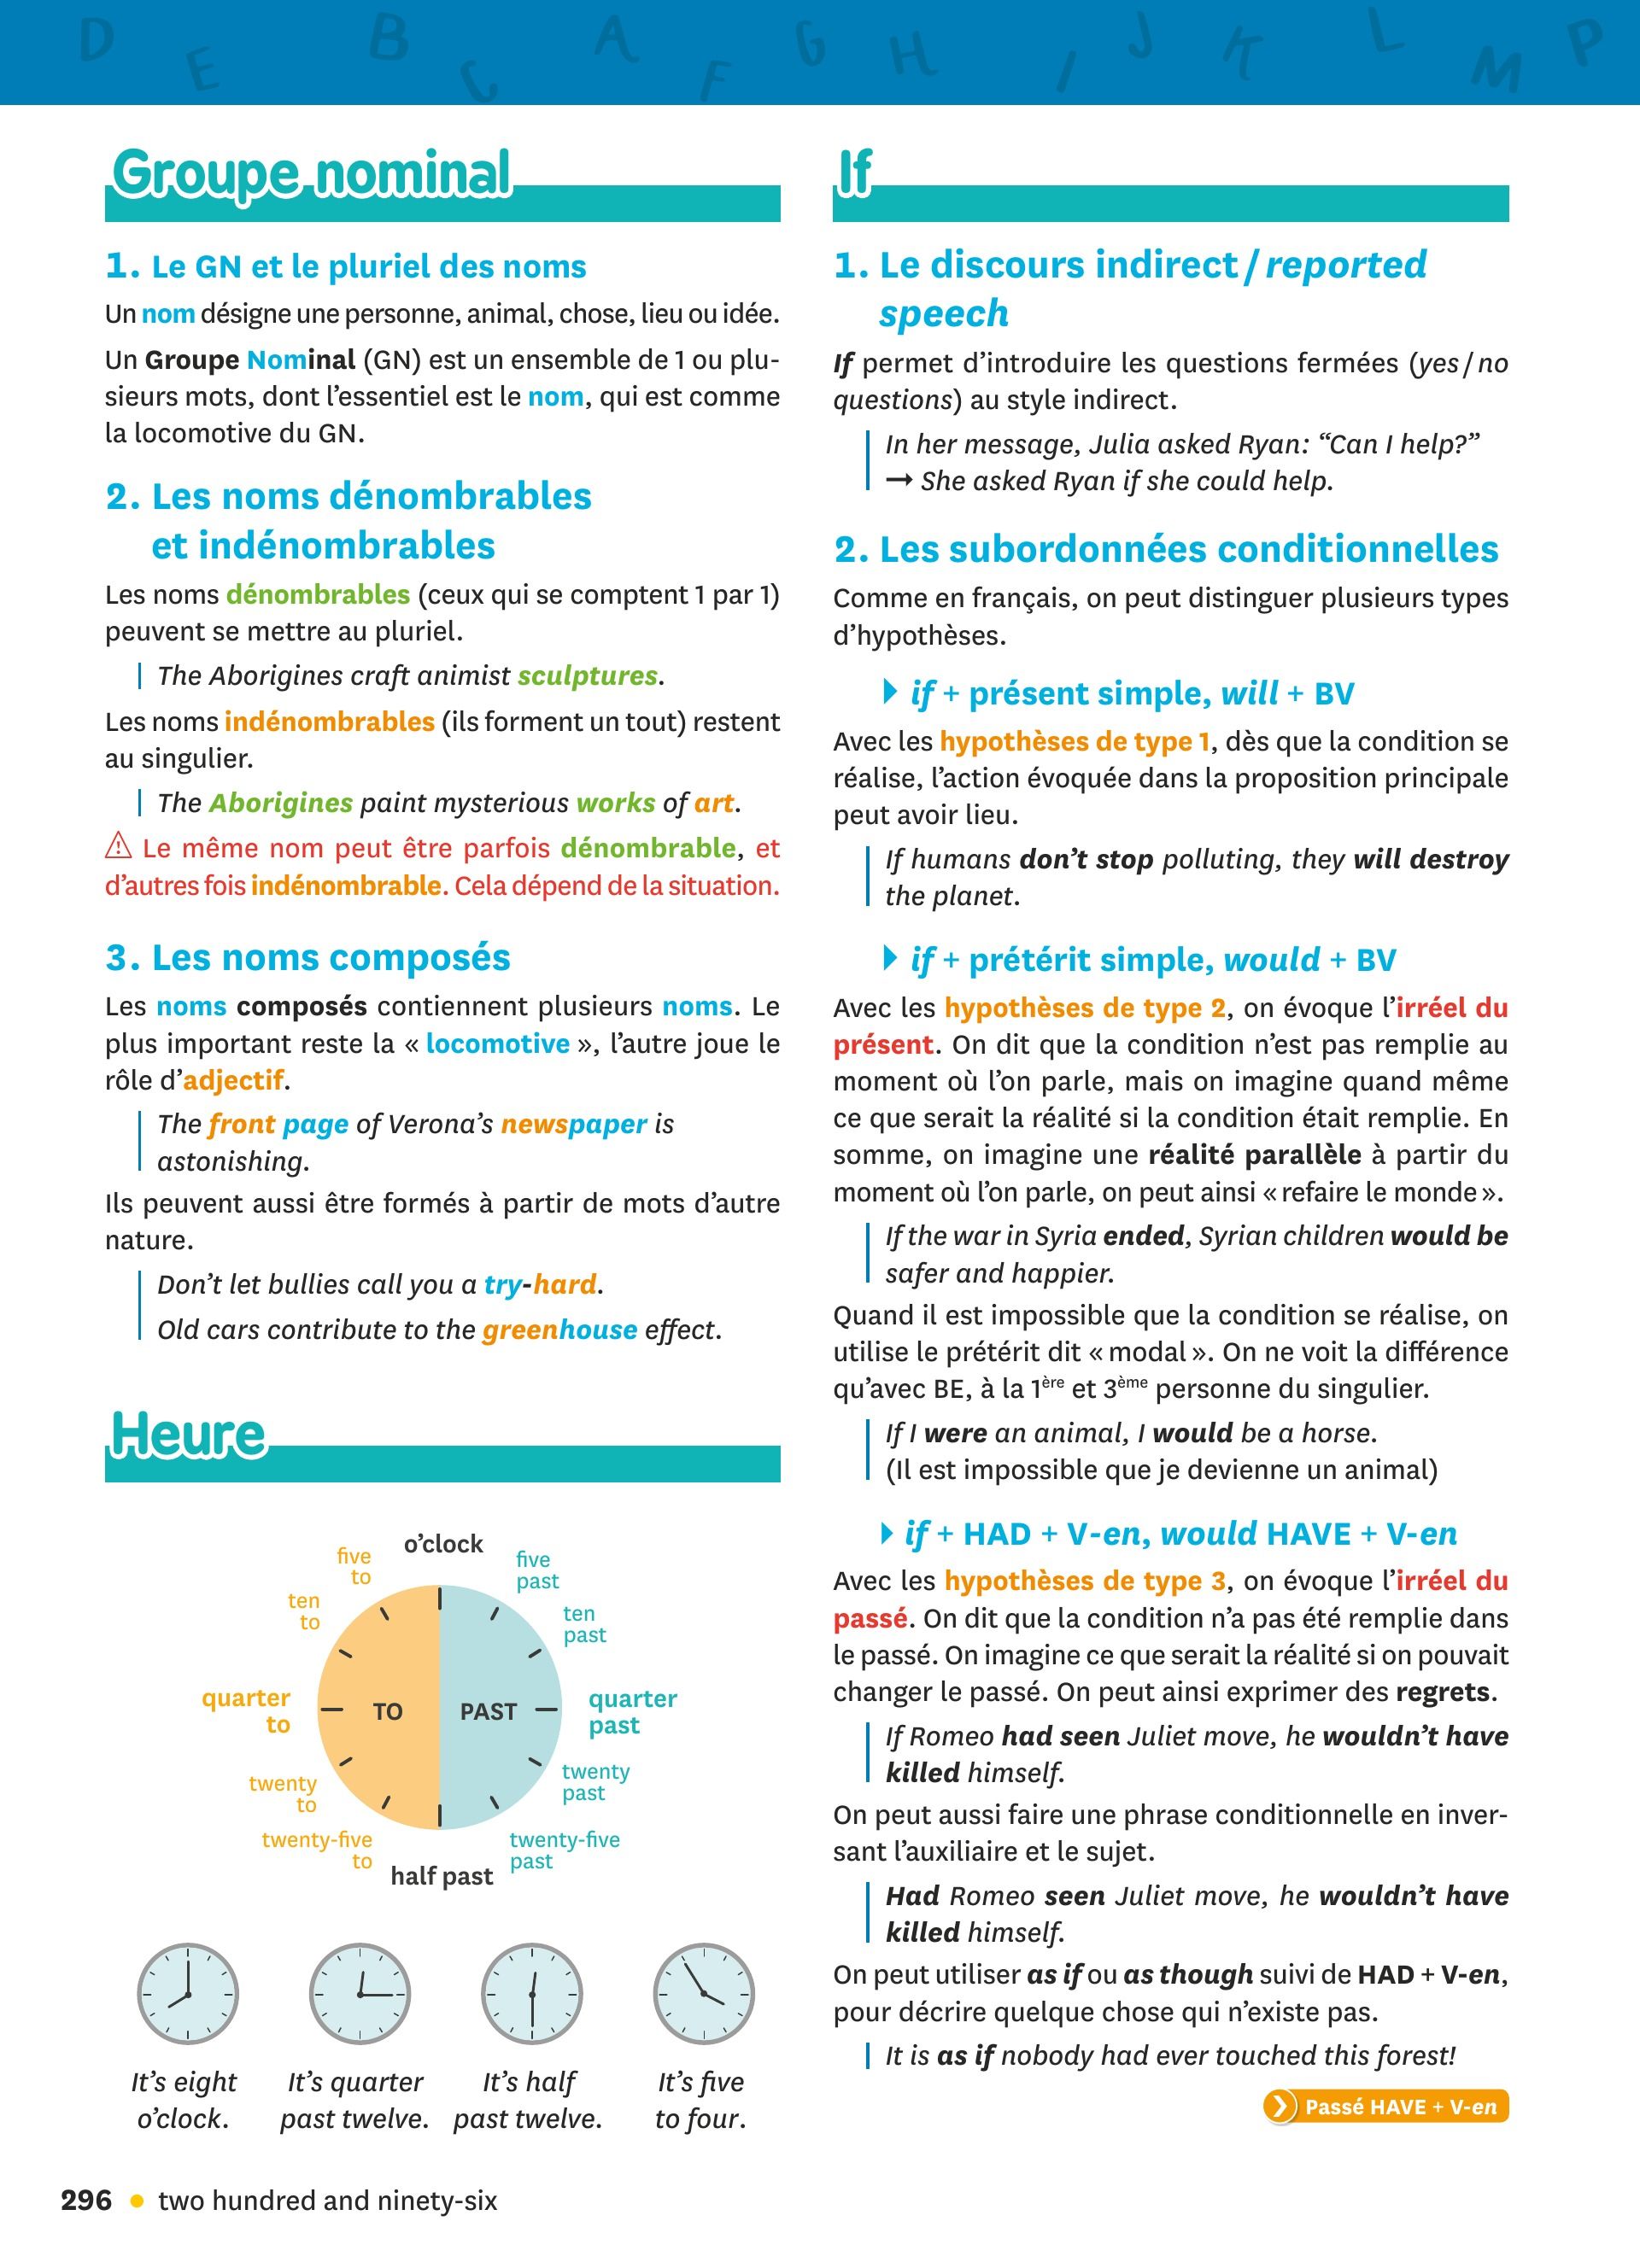 D E B C A F G H I J K L M P
Groupe nominal
1. Le GN et le pluriel des noms
Un nom désigne une personne, animal, chose, lieu ou idée.
Un Groupe Nominal (GN) est un ensemble de 1 ou plu-
sieurs mots, dont l’essentiel est le nom, qui est comme
la locomotive du GN.
2. Les noms dénombrables
et indénombrables
Les noms dénombrables (ceux qui se comptent 1 par 1)
peuvent se mettre au pluriel.
The Aborigines craft animist sculptures.
Les noms indénombrables (ils forment un tout) restent
au singulier.
The Aborigines paint mysterious works of art.
⚠ Le même nom peut être parfois dénombrable, et
d’autres fois indénombrable. Cela dépend de la situation.
3. Les noms composés
Les noms composés contiennent plusieurs noms. Le
plus important reste la « locomotive », l’autre joue le
rôle d’adjectif.
The front page of Verona’s newspaper is
astonishing.
Ils peuvent aussi être formés à partir de mots d’autre
nature.
Don’t let bullies call you a try-hard.
Old cars contribute to the greenhouse effect.
Heure
o’clock
five
past
ten
past
quarter
past
twenty
past
twenty-five
past
half past
twenty-five
to
twenty
to
quarter
to
ten
to
five
to
TO
PAST
It’s eight
o’clock.
It’s quarter
past twelve.
It’s half
past twelve.
It’s five
to four.
If
1. Le discours indirect / reported
speech
If permet d’introduire les questions fermées (yes / no
questions) au style indirect.
In her message, Julia asked Ryan: “Can I help?”
→ She asked Ryan if she could help.
2. Les subordonnées conditionnelles
Comme en français, on peut distinguer plusieurs types
d’hypothèses.
if + présent simple, will + BV
Avec les hypothèses de type 1, dès que la condition se
réalise, l’action évoquée dans la proposition principale
peut avoir lieu.
If humans don’t stop polluting, they will destroy
the planet.
if + prétérit simple, would + BV
Avec les hypothèses de type 2, on évoque l’irréel du
présent. On dit que la condition n’est pas remplie au
moment où l’on parle, mais on imagine quand même
ce que serait la réalité si la condition était remplie. En
somme, on imagine une réalité parallèle à partir du
moment où l’on parle, on peut ainsi « refaire le monde ».
If the war in Syria ended, Syrian children would be
safer and happier.
Quand il est impossible que la condition se réalise, on
utilise le prétérit dit « modal ». On ne voit la différence
qu’avec BE, à la 1ère et 3ème personne du singulier.
If I were an animal, I would be a horse.
(Il est impossible que je devienne un animal)
if + HAD + V-en, would HAVE + V-en
Avec les hypothèses de type 3, on évoque l’irréel du
passé. On dit que la condition n’a pas été remplie dans
le passé. On imagine ce que serait la réalité si on pouvait
changer le passé. On peut ainsi exprimer des regrets.
If Romeo had seen Juliet move, he wouldn’t have
killed himself.
On peut aussi faire une phrase conditionnelle en inver-
sant l’auxiliaire et le sujet.
Had Romeo seen Juliet move, he wouldn’t have
killed himself.
On peut utiliser as if ou as though suivi de HAD + V-en,
pour décrire quelque chose qui n’existe pas.
It is as if nobody had ever touched this forest!
Passé HAVE + V-en
296 • two hundred and ninety-six